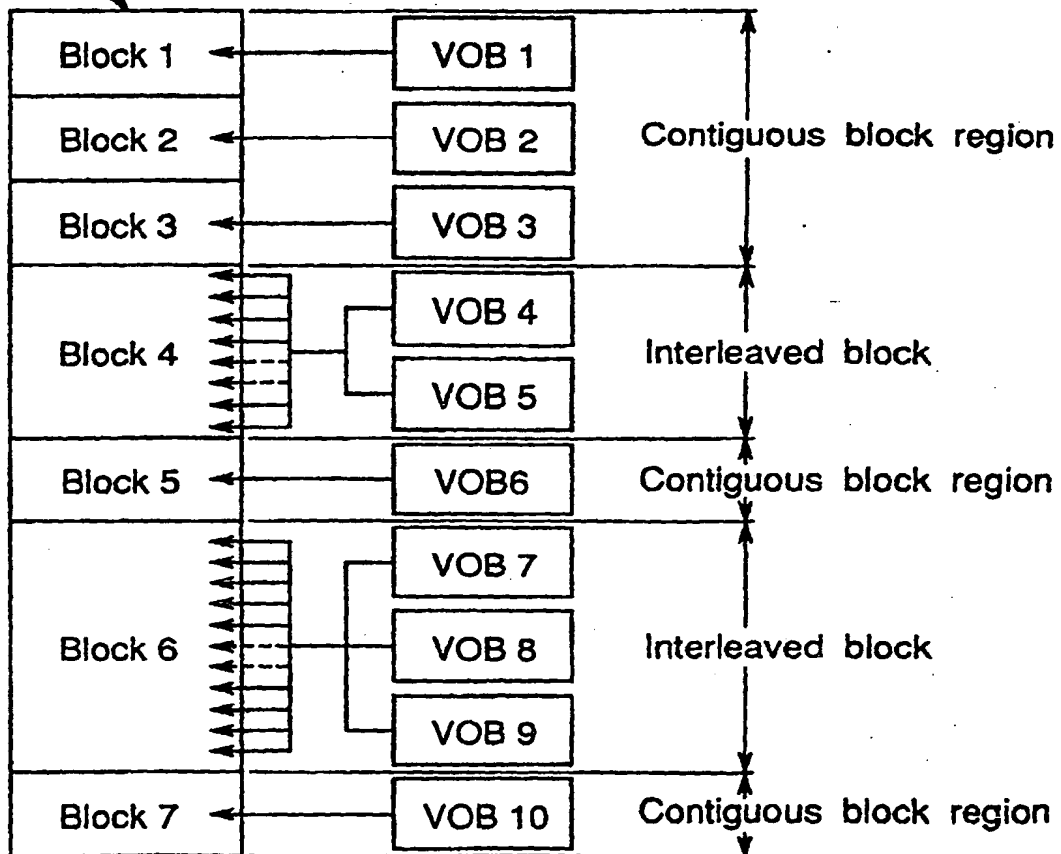 Block 1
VOB 1
Block 2
VOB 2
Contiguous block region
Block 3
VOB 3
VOB 4
Block 4
Interleaved block
VOB 5
Block 5
VOB6
Contiguous block region
VOB 7
Block 6
VOB 8
Interleaved block
VOB 9
Block 7
VOB 10
Contiguous block region